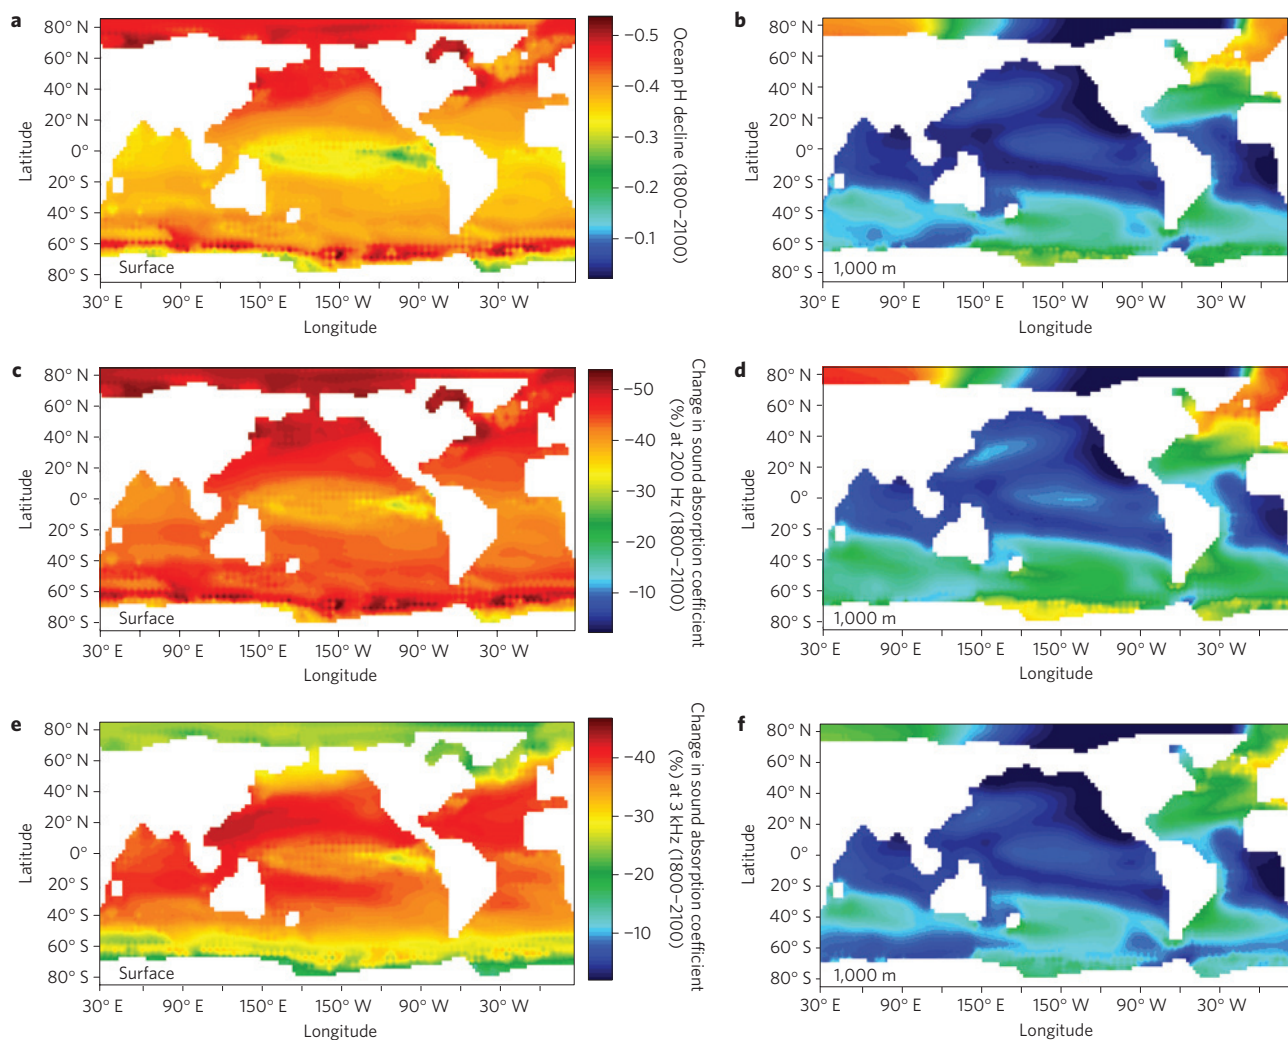 a
80° N
60° N
40° N
20° N
0°
20° S
40° S
60° S
80° S
Latitude
Surface
30° E 90° E 150° E 150° W 90° W 30° W
Longitude
−0.5
−0.4
−0.3
−0.2
−0.1
Ocean pH decline (1800–2100)
b
80° N
60° N
40° N
20° N
0°
20° S
40° S
60° S
80° S
Latitude
1,000 m
30° E 90° E 150° E 150° W 90° W 30° W
Longitude
c
80° N
60° N
40° N
20° N
0°
20° S
40° S
60° S
80° S
Latitude
Surface
30° E 90° E 150° E 150° W 90° W 30° W
Longitude
−50
−40
−30
−20
−10
Change in sound absorption coefficient
(%) at 200 Hz (1800–2100)
d
80° N
60° N
40° N
20° N
0°
20° S
40° S
60° S
80° S
Latitude
1,000 m
30° E 90° E 150° E 150° W 90° W 30° W
Longitude
e
80° N
60° N
40° N
20° N
0°
20° S
40° S
60° S
80° S
Latitude
Surface
30° E 90° E 150° E 150° W 90° W 30° W
Longitude
−40
−30
−20
−10
Change in sound absorption coefficient
(%) at 3 kHz (1800–2100)
f
80° N
60° N
40° N
20° N
0°
20° S
40° S
60° S
80° S
Latitude
1,000 m
30° E 90° E 150° E 150° W 90° W 30° W
Longitude